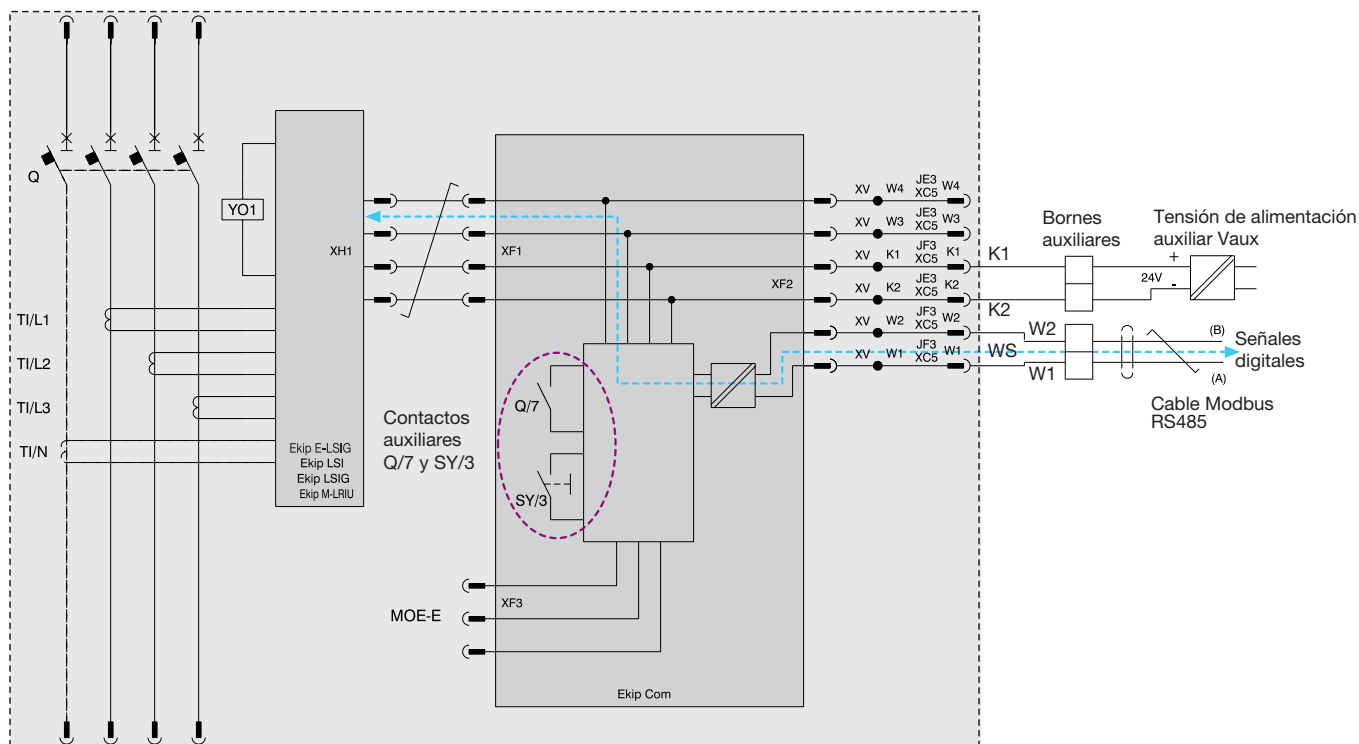 Q
YO1
XH1
TI/L1
TI/L2
TI/L3
TI/N
Ekip E-LSIG
Ekip LSI
Ekip LSIG
Ekip M-LRIU
Contactos
auxiliares
Q/7 y SY/3
XF1
XF2
Q/7
SY/3
XF3
MOE-E
Ekip Com
XV W4 JE3 XC5 W4
XV W3 JE3 XC5 W3
XV K1 JF3 XC5 K1
XV K2 JE3 XC5 K2
XV W2 JF3 XC5 W2
XV W1 JF3 XC5 W1
K1
K2
W2
WS
W1
Bornes
auxiliares
Tensión de alimentación
auxiliar Vaux
+
24V
-
(B)
(A)
Señales
digitales
Cable Modbus
RS485